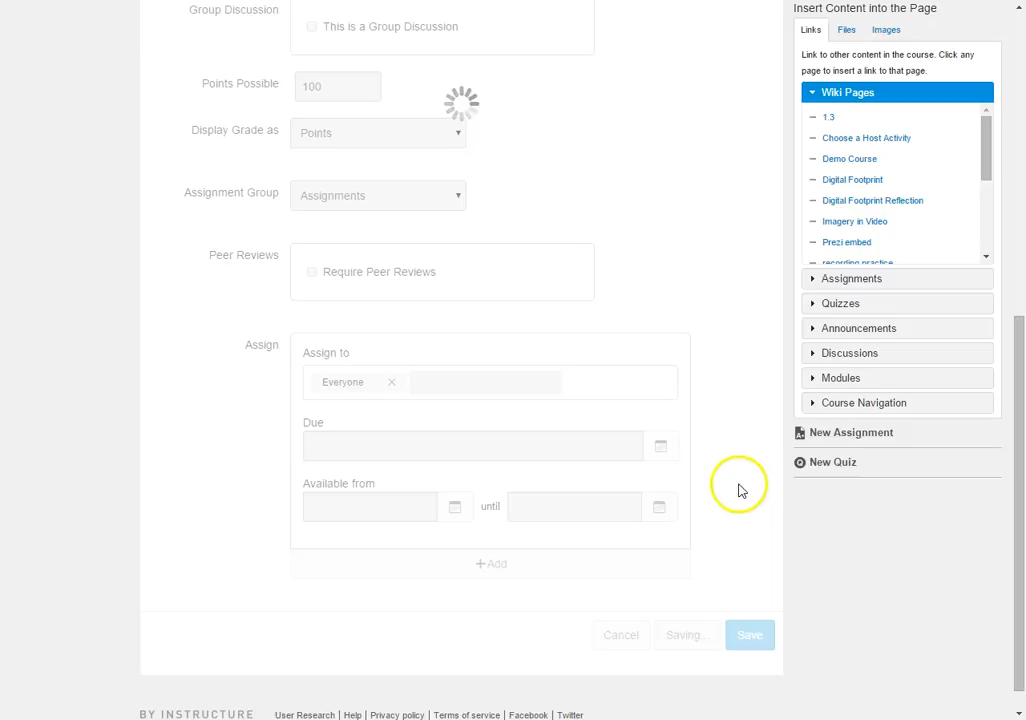 Group Discussion
This is a Group Discussion
Points Possible
100
Display Grade as
Points
Assignment Group
Assignments
Peer Reviews
Require Peer Reviews
Assign
Assign to
Everyone
Due
Available from
until
+Add
Cancel
Saving...
Save
BY INSTRUCTURE
User Research | Help | Privacy policy | Terms of service | Facebook | Twitter
Insert Content into the Page
Links Files Images
Link to other content in the course. Click any
page to insert a link to that page.
Wiki Pages
1.3
Choose a Host Activity
Demo Course
Digital Footprint
Digital Footprint Reflection
Imagery in Video
Prezi embed
recording practice
Assignments
Quizzes
Announcements
Discussions
Modules
Course Navigation
New Assignment
New Quiz